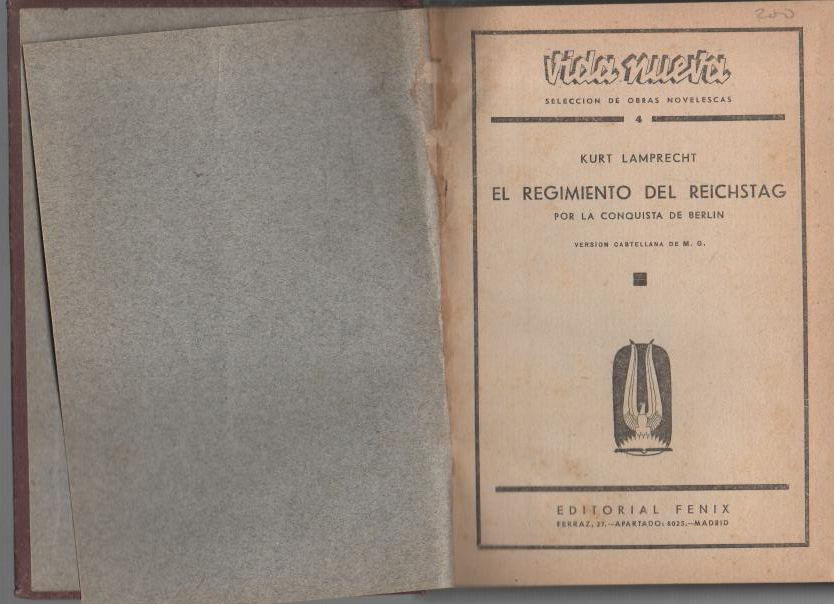 200
Vida nueva
SELECCION DE OBRAS NOVELESCAS
4
KURT LAMPRECHT
EL REGIMIENTO DEL REICHSTAG
POR LA CONQUISTA DE BERLIN
VERSION CASTELLANA DE M. G.
EDITORIAL FENIX
FERRAZ, 27.—APARTADO: 8025.—MADRID